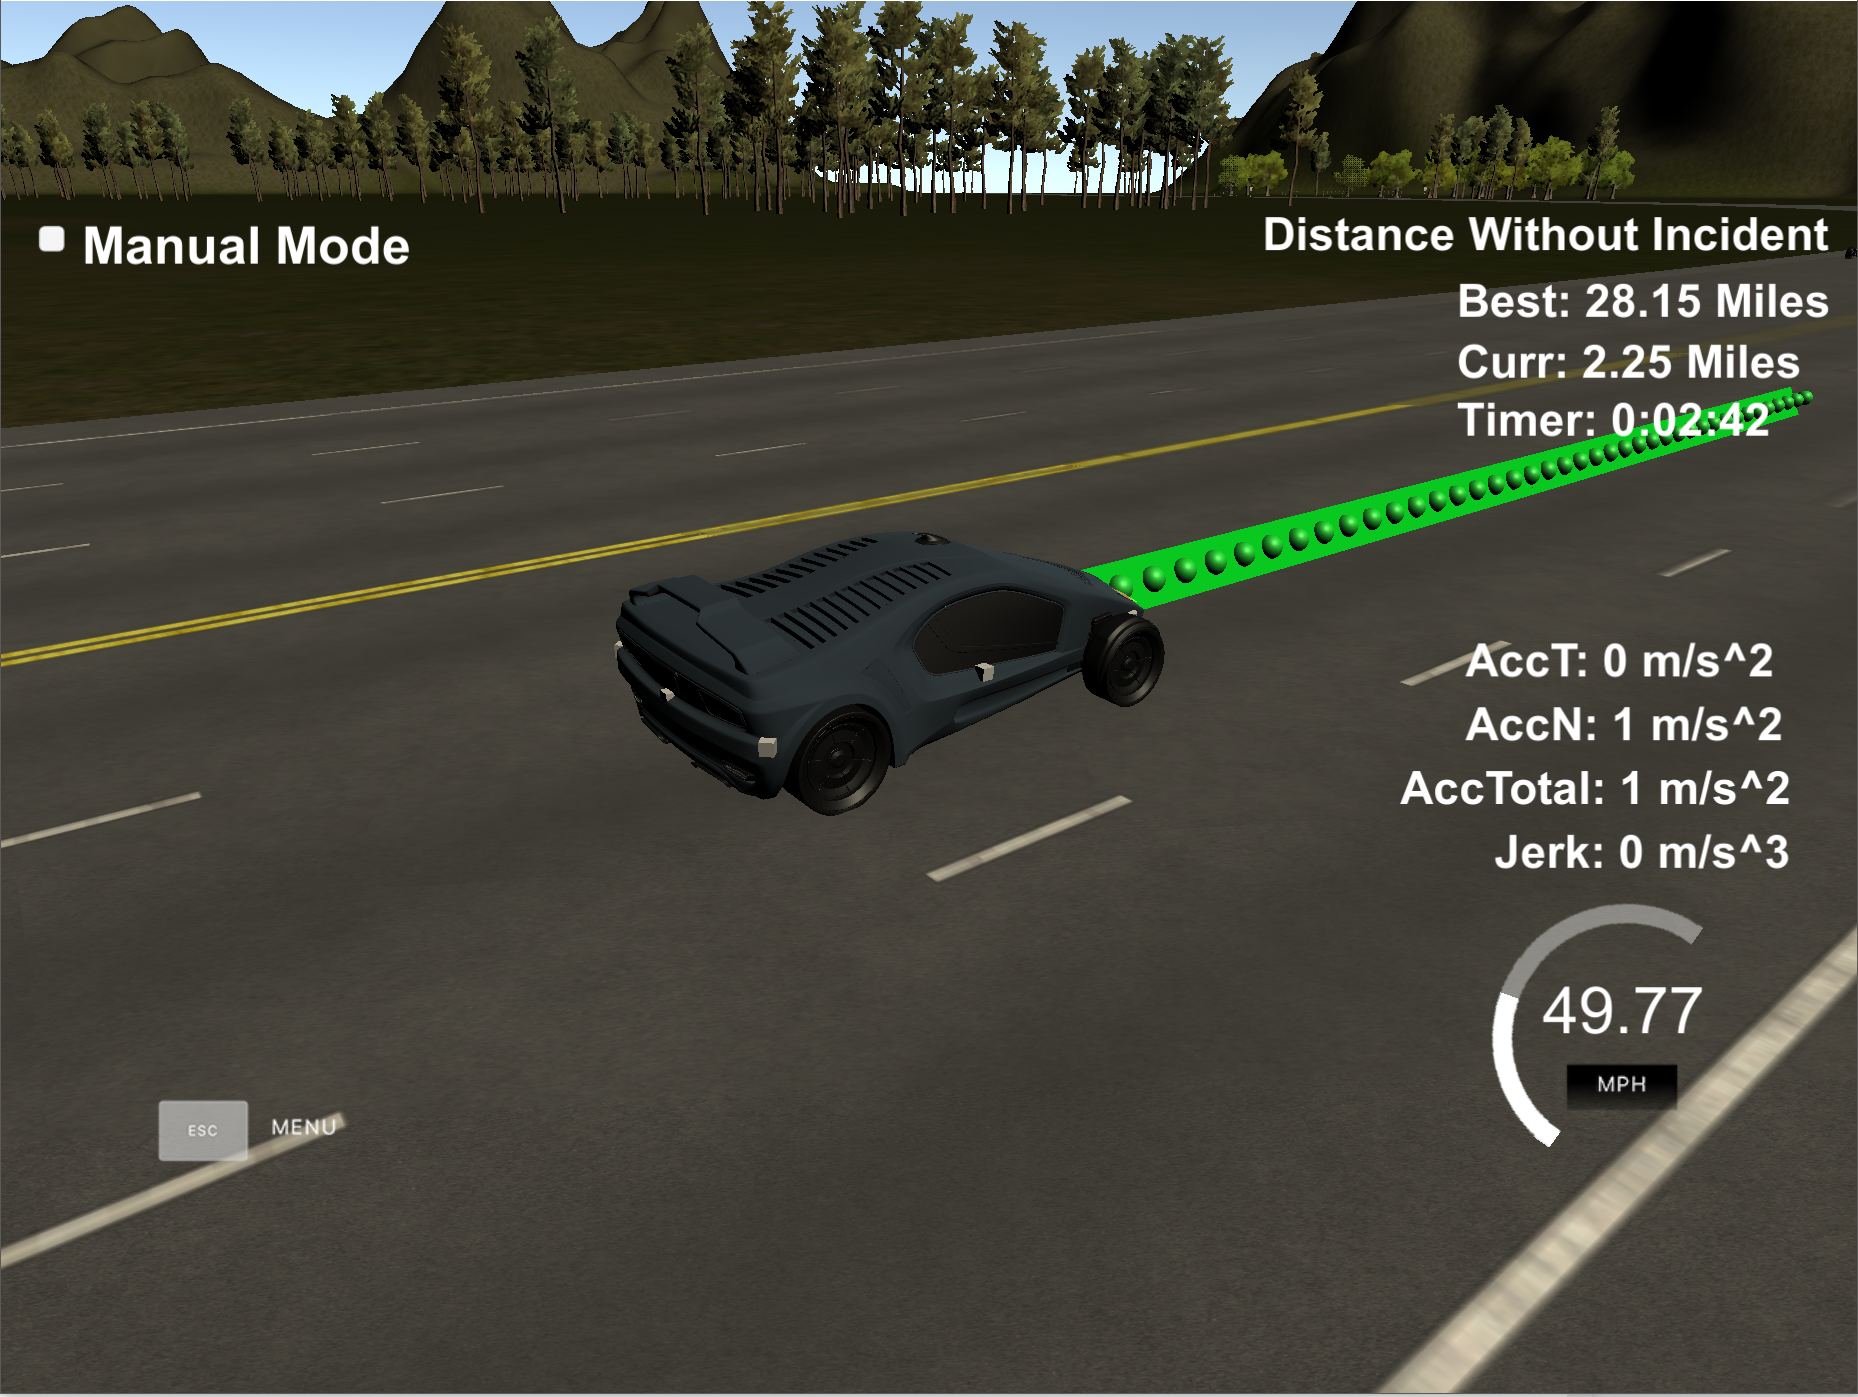 Manual Mode
Distance Without Incident
Best: 28.15 Miles
Curr: 2.25 Miles
Timer: 0:02:42
AccT: 0 m/s^2
AccN: 1 m/s^2
AccTotal: 1 m/s^2
Jerk: 0 m/s^3
49.77
MPH
ESC MENU